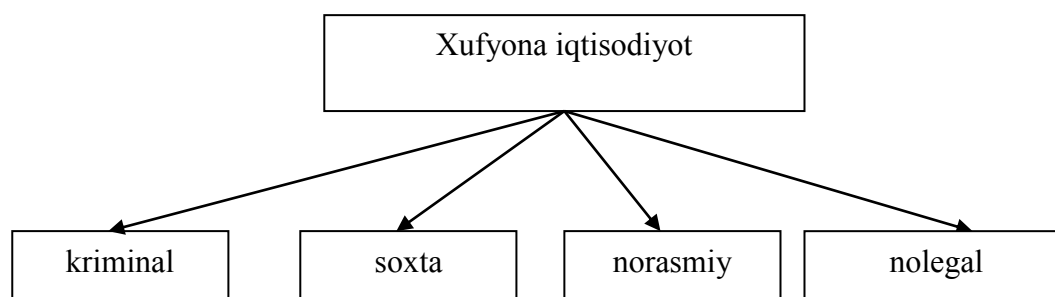 Xufyona iqtisodiyot
kriminal
soxta
norasmiy
nolegal